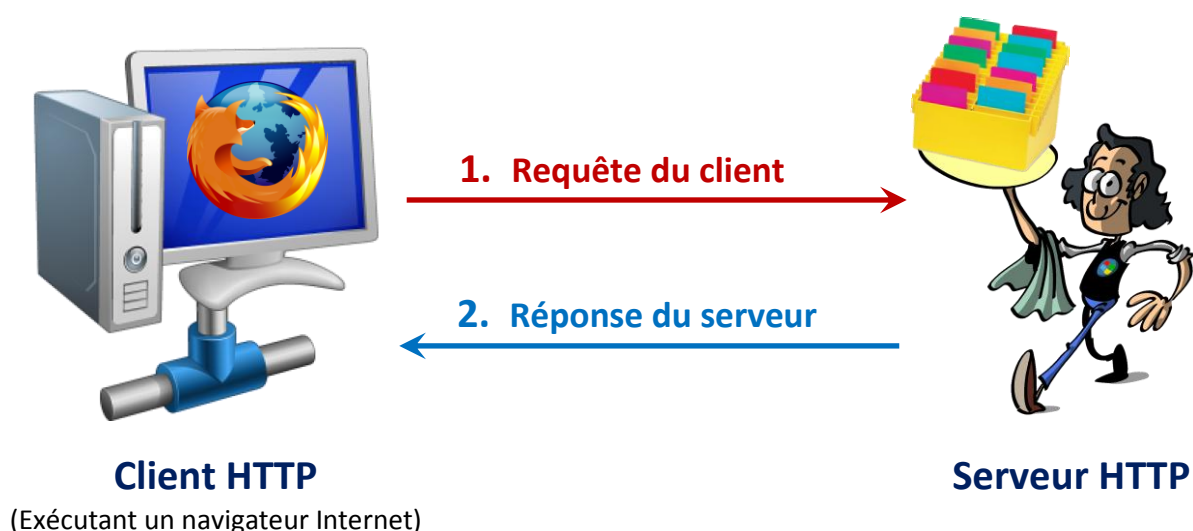 1. Requête du client
2. Réponse du serveur
Client HTTP
Serveur HTTP
(Exécutant un navigateur Internet)